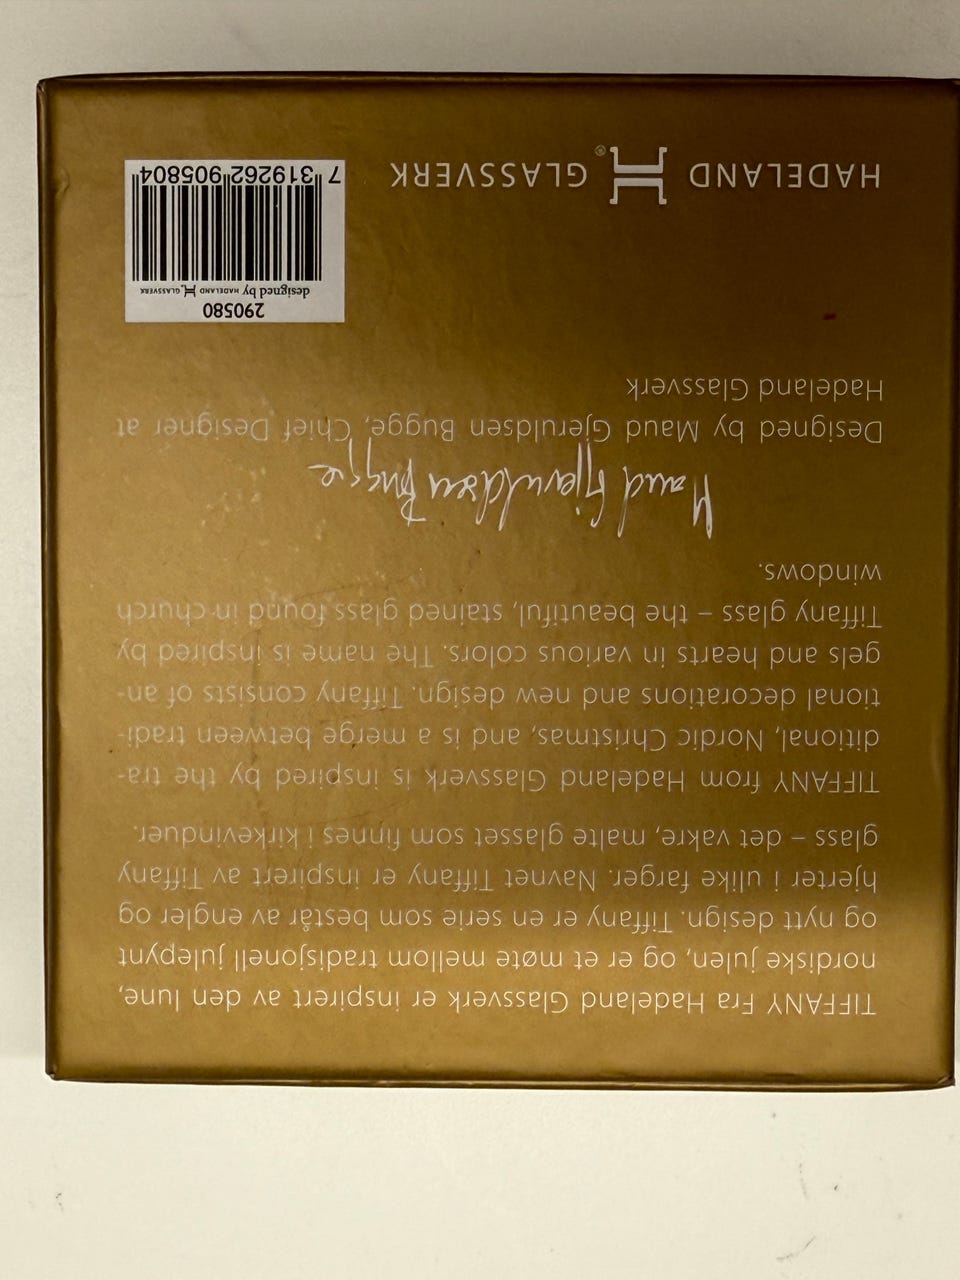 TIFFANY Fra Hadeland Glassverk er inspirert av den lune,
nordiske julen, og er et møte mellom tradisjonell julepynt
og nytt design. Tiffany er en serie som består av engler og
hjerter i ulike farger. Navnet Tiffany er inspirert av Tiffany
glass – det vakre, malte glasset som finnes i kirkevinduer.
TIFFANY from Hadeland Glassverk is inspired by the tra-
ditional, Nordic Christmas, and is a merge between tradi-
tional decorations and new design. Tiffany consists of an-
gels and hearts in various colors. The name is inspired by
Tiffany glass – the beautiful, stained glass found in church
windows.
Maud Gjeruldsen Bugge
Designed by Maud Gjeruldsen Bugge, Chief Designer at
Hadeland Glassverk
290580
designed by HADELAND GLASSVERK
7 319262 905804
HADELAND GLASSVERK®